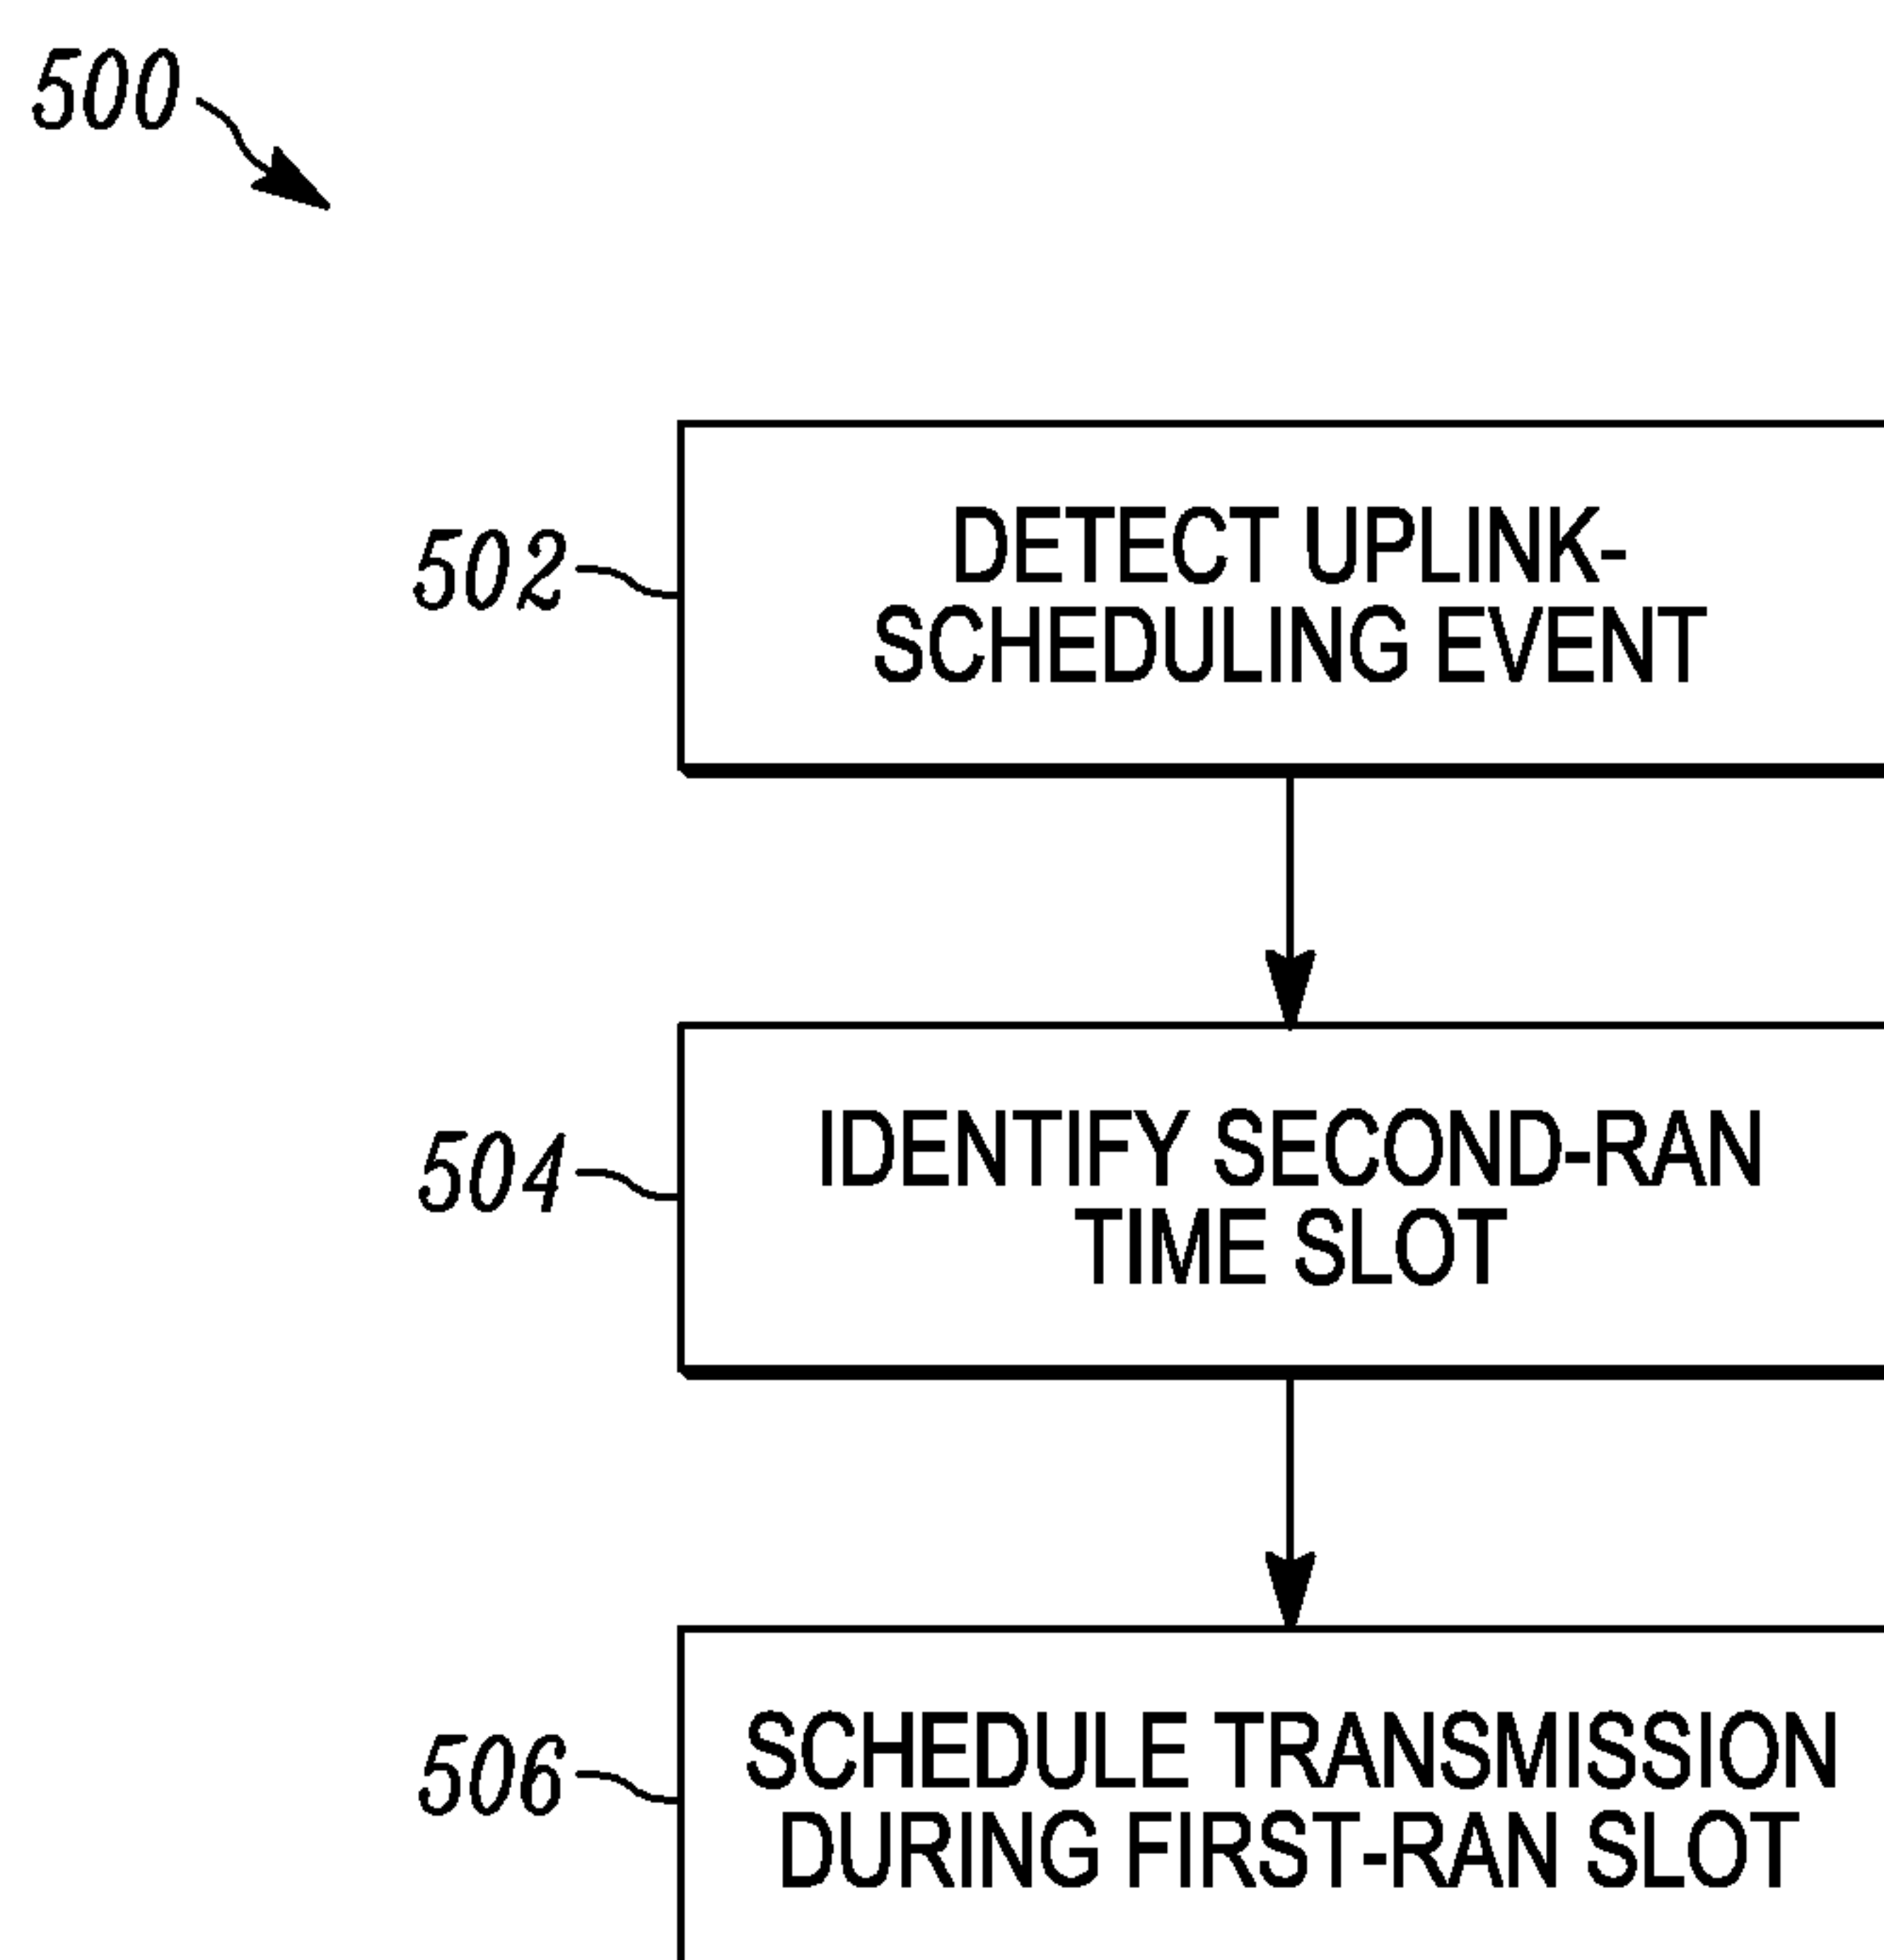 500
502
DETECT UPLINK-
SCHEDULING EVENT
504
IDENTIFY SECOND-RAN
TIME SLOT
506
SCHEDULE TRANSMISSION
DURING FIRST-RAN SLOT